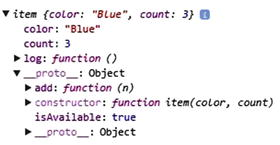 ▼ item {color: "Blue", count: 3} i
color: "Blue"
count: 3
▶ log: function ()
▼ __proto__: Object
▶ add: function (n)
▶ constructor: function item(color, count)
isAvailable: true
▶ __proto__: Object